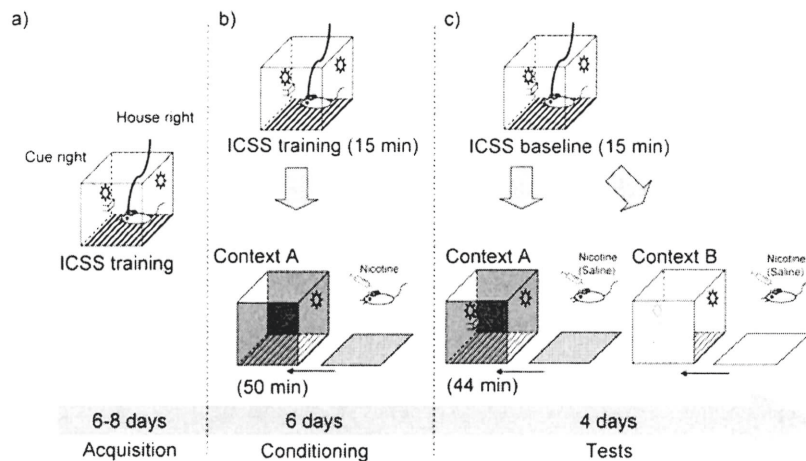 a)
House right
Cue right
ICSS training
6-8 days
Acquisition
b)
ICSS training (15 min)
Context A
Nicotine
(50 min)
6 days
Conditioning
c)
ICSS baseline (15 min)
Context A
Nicotine
(Saline)
(44 min)
Context B
Nicotine
(Saline)
4 days
Tests